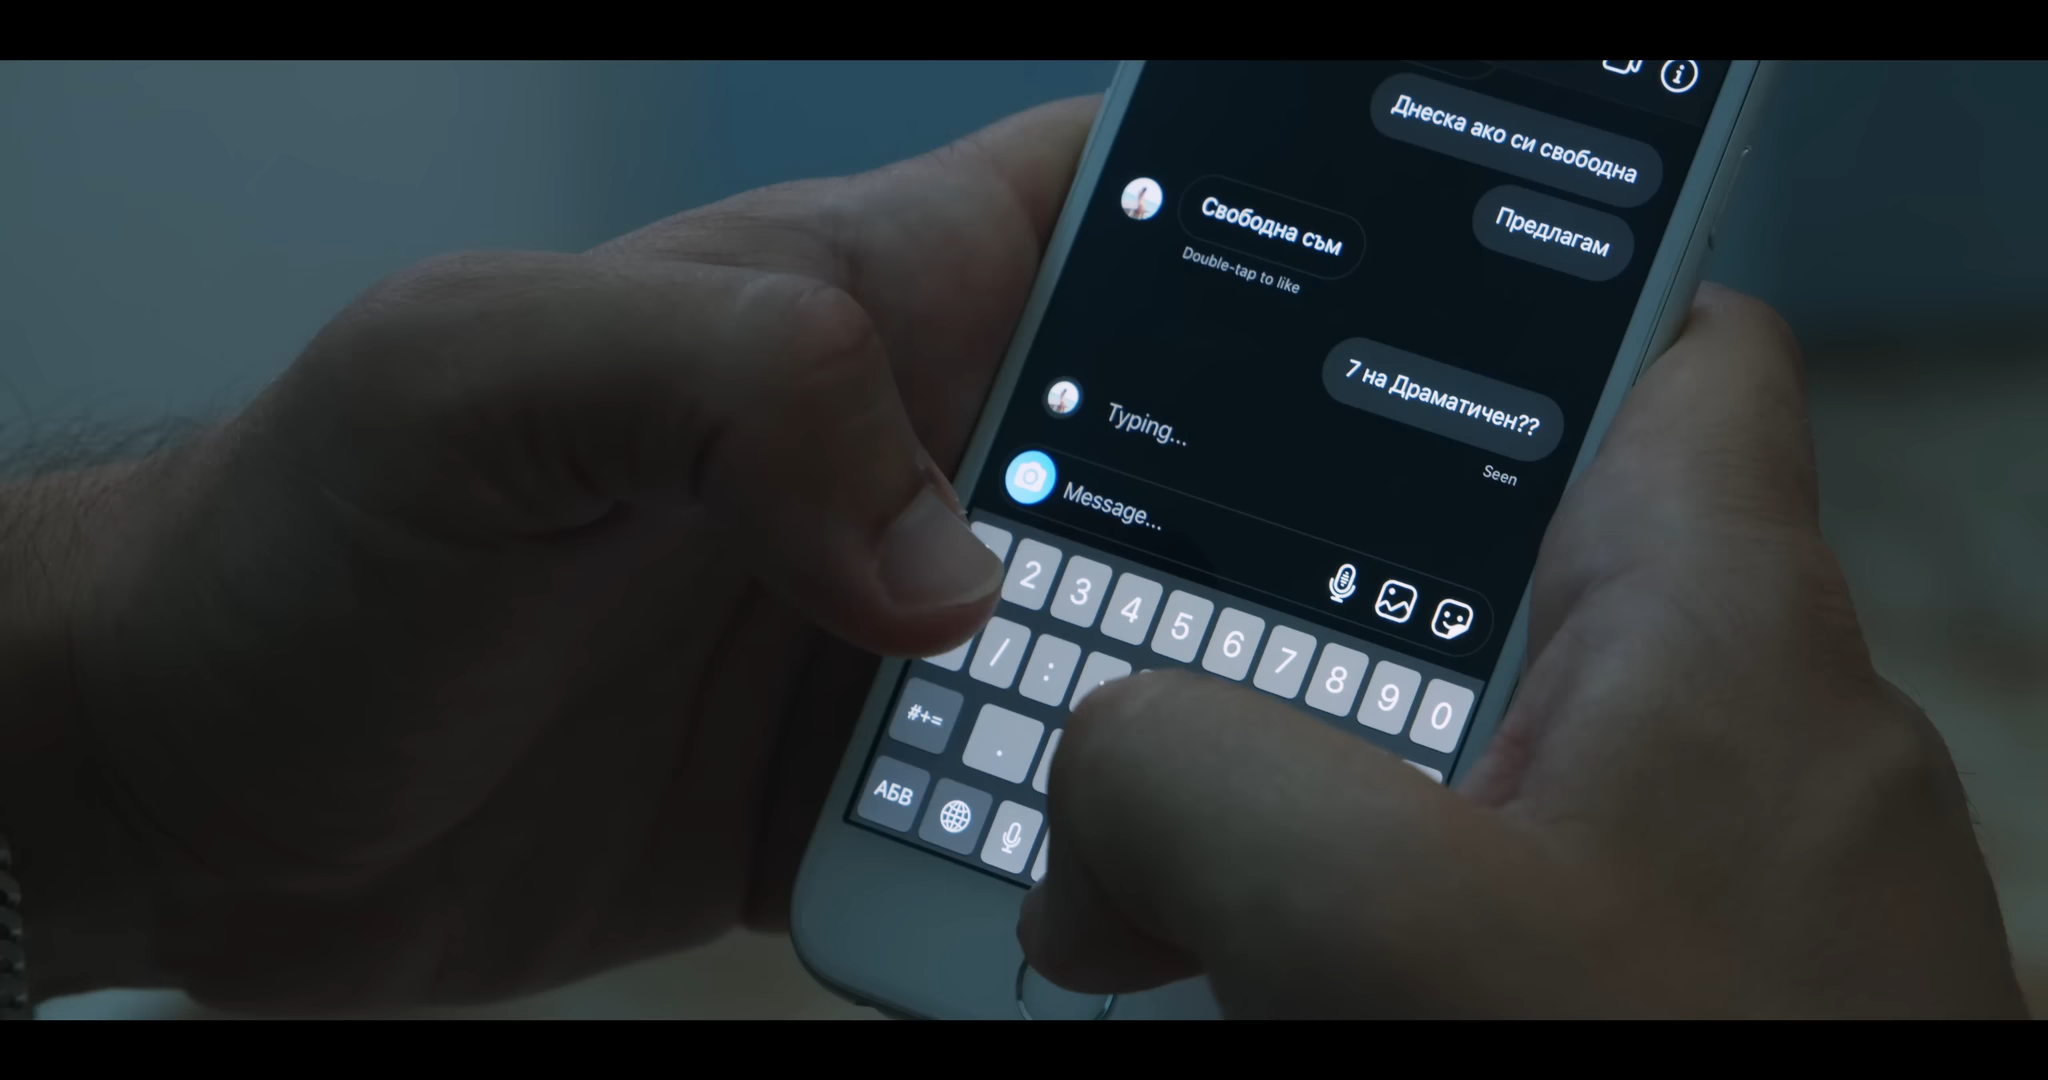 Днеска ако си свободна
Предлагам
Свободна съм
Double-tap to like
7 на Драматичен??
Seen
Typing...
Message...
2 3 4 5 6 7 8 9 0
/ :
#+= .
АБВ